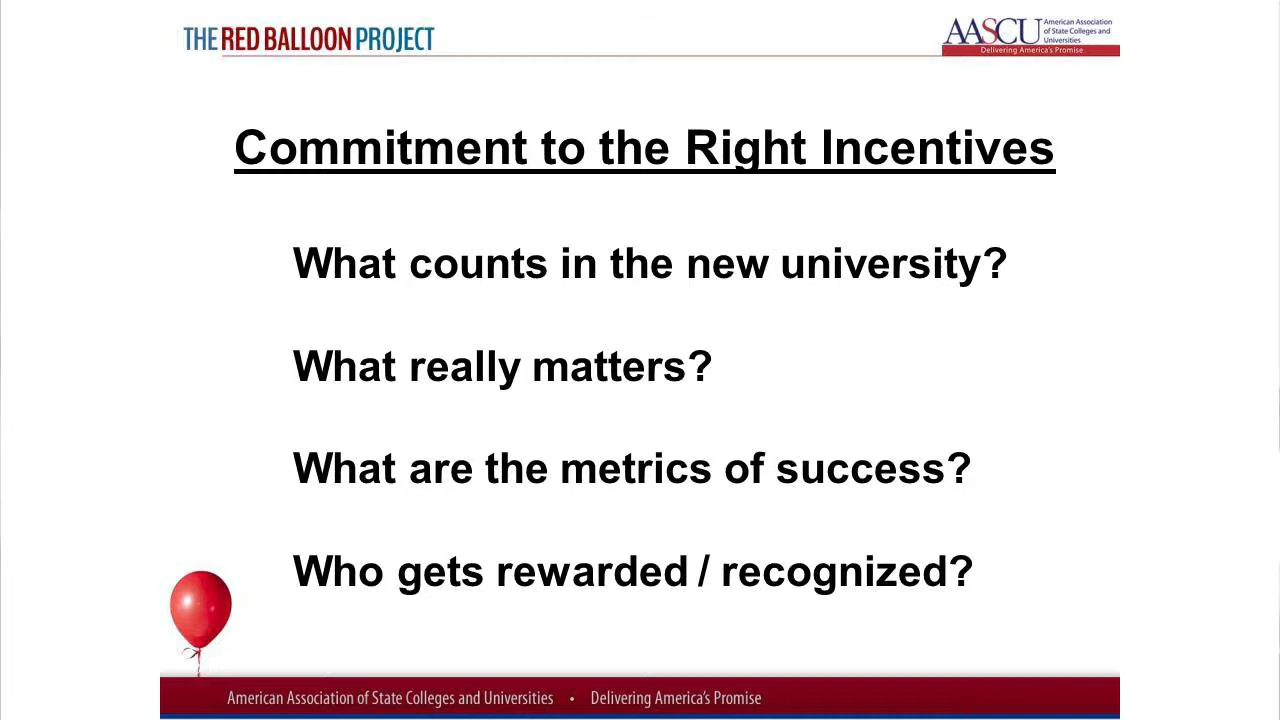 THE RED BALLOON PROJECT
AASCU
American Association
of State Colleges and
Universities
Delivering America's Promise
Commitment to the Right Incentives
What counts in the new university?
What really matters?
What are the metrics of success?
Who gets rewarded / recognized?
American Association of State Colleges and Universities • Delivering America's Promise